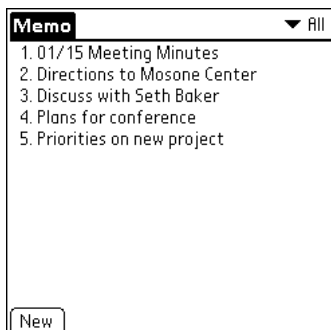 Memo
All
1. 01/15 Meeting Minutes
2. Directions to Mosone Center
3. Discuss with Seth Baker
4. Plans for conference
5. Priorities on new project
New